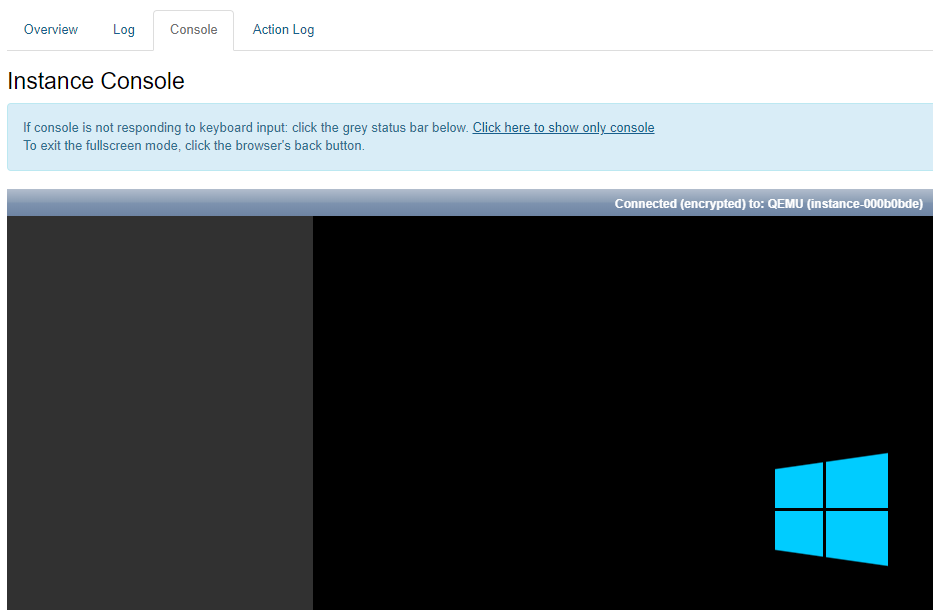 Overview Log Console Action Log
Instance Console
If console is not responding to keyboard input: click the grey status bar below. Click here to show only console
To exit the fullscreen mode, click the browser's back button.
Connected (encrypted) to: QEMU (instance-000b0bde)